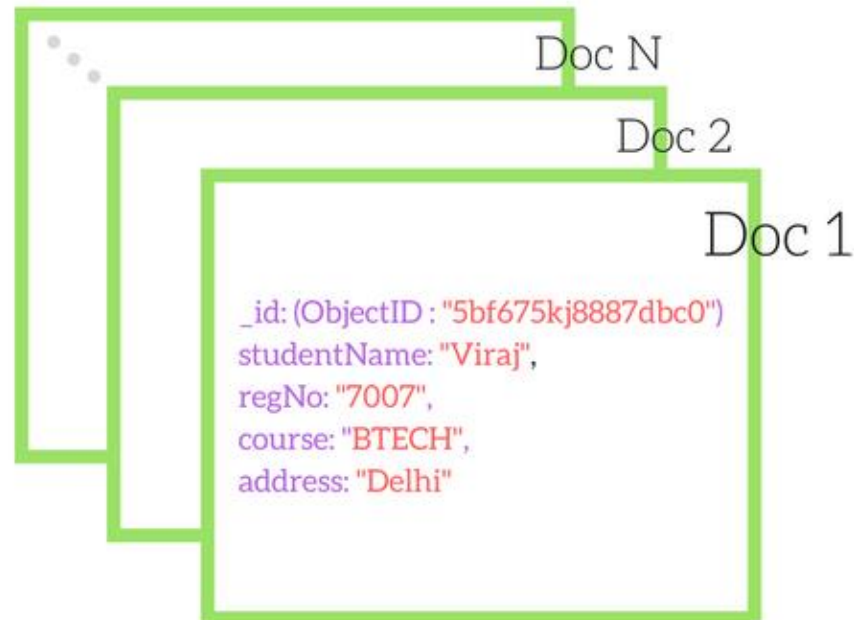 Doc N
Doc 2
Doc 1
_id: (ObjectID : "5bf675kj8887dbc0")
studentName: "Viraj",
regNo: "7007",
course: "BTECH",
address: "Delhi"